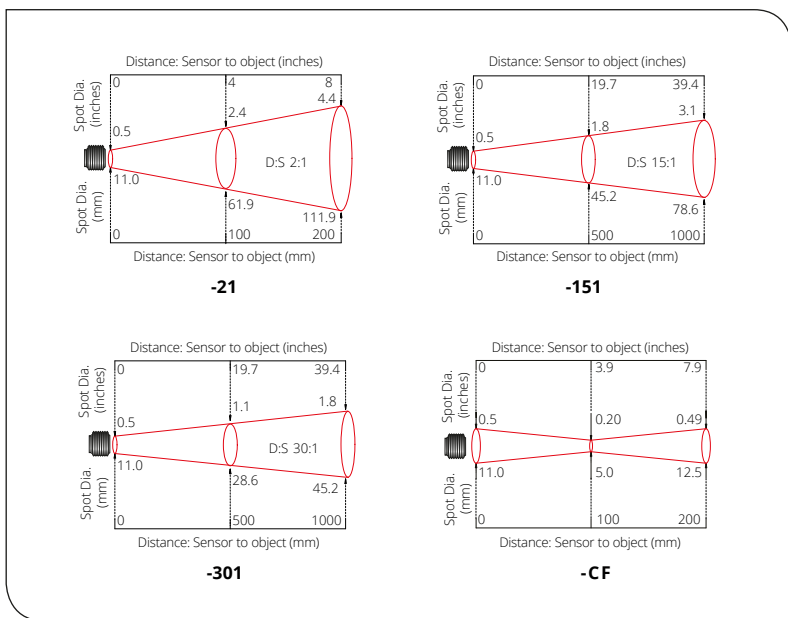 Distance: Sensor to object (inches)
0 4 8
Spot Dia.
(inches)
0.5 2.4 4.4
D:S 2:1
11.0 61.9 111.9
Spot Dia.
(mm)
0 100 200
Distance: Sensor to object (mm)
-21
Distance: Sensor to object (inches)
0 19.7 39.4
Spot Dia.
(inches)
0.5 1.8 3.1
D:S 15:1
11.0 45.2 78.6
Spot Dia.
(mm)
0 500 1000
Distance: Sensor to object (mm)
-151
Distance: Sensor to object (inches)
0 19.7 39.4
Spot Dia.
(inches)
0.5 1.1 1.8
D:S 30:1
11.0 28.6 45.2
Spot Dia.
(mm)
0 500 1000
Distance: Sensor to object (mm)
-301
Distance: Sensor to object (inches)
0 3.9 7.9
Spot Dia.
(inches)
0.5 0.20 0.49
11.0 5.0 12.5
Spot Dia.
(mm)
0 100 200
Distance: Sensor to object (mm)
-CF